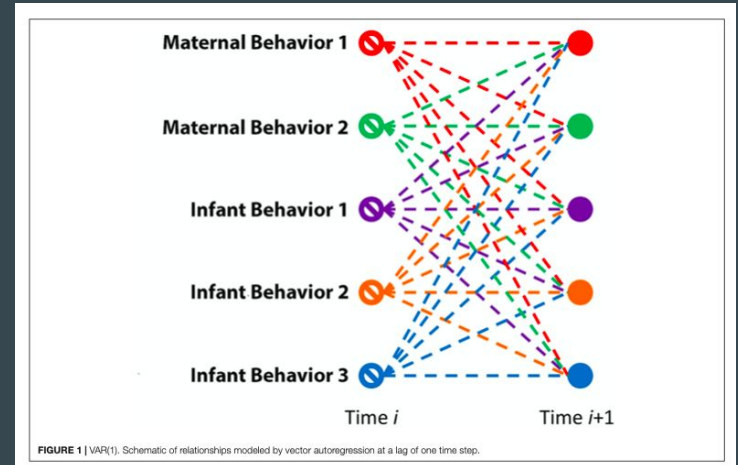 Maternal Behavior 1
Maternal Behavior 2
Infant Behavior 1
Infant Behavior 2
Infant Behavior 3
Time i Time i+1
FIGURE 1 | VAR(1). Schematic of relationships modeled by vector autoregression at a lag of one time step.